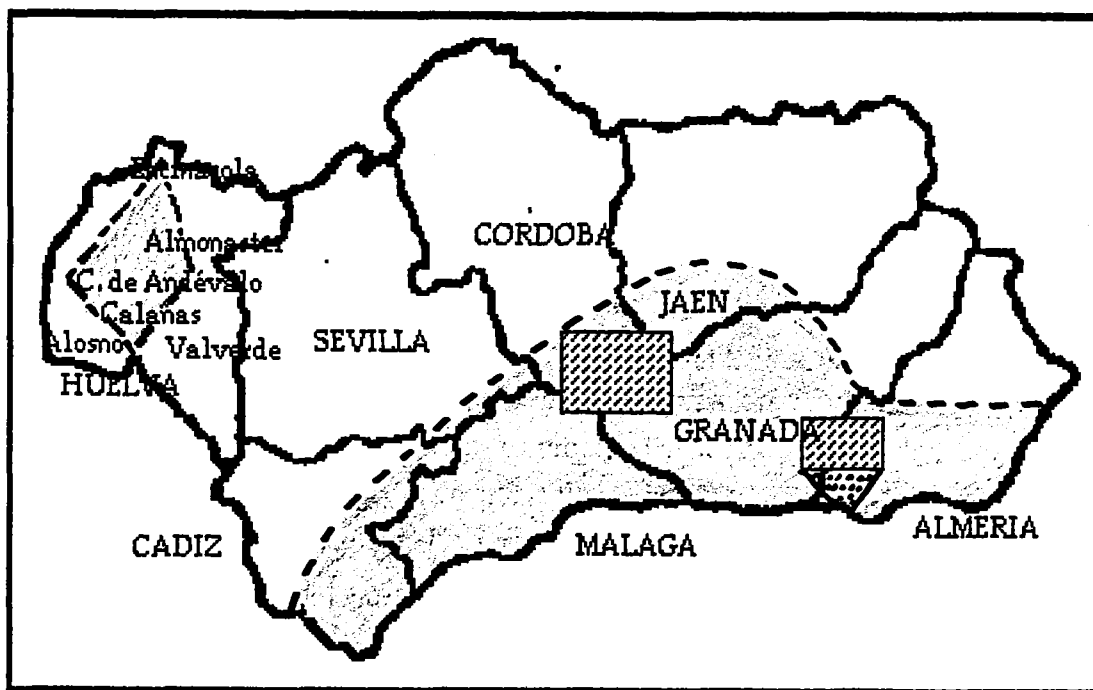 Encinasola
Almonaster
C. de Andévalo
Calañas
Alosno
Valverde
HUELVA
SEVILLA
CORDOBA
JAEN
GRANADA
CADIZ
MALAGA
ALMERIA